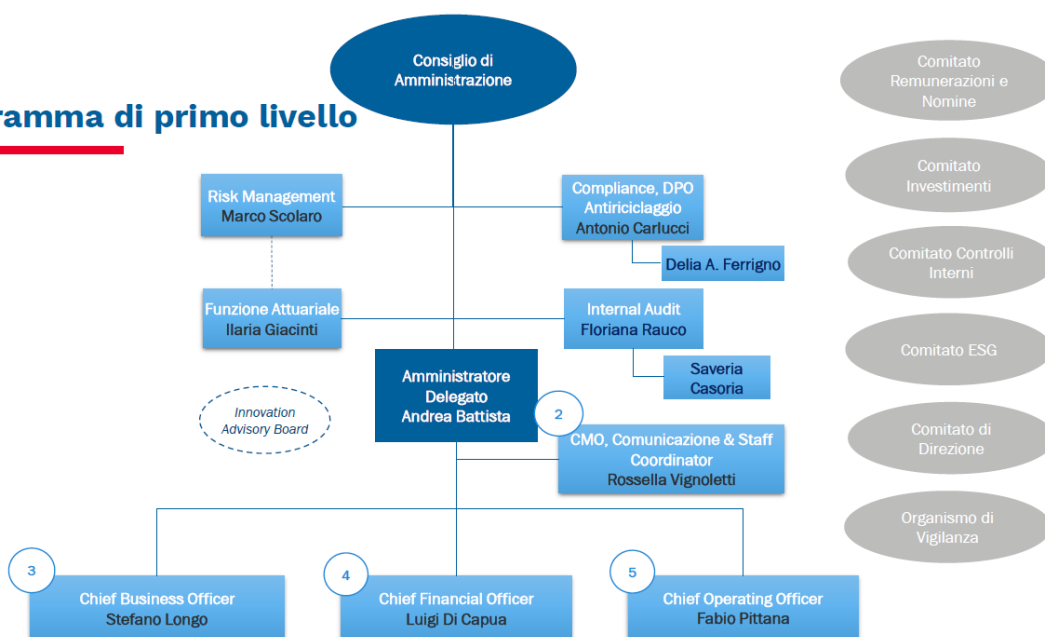 Consiglio di
Amministrazione
ramma di primo livello
Risk Management
Marco Scolaro
Compliance, DPO
Antiriciclaggio
Antonio Carlucci
Delia A. Ferrigno
Funzione Attuariale
Ilaria Giacinti
Internal Audit
Floriana Rauco
Saveria
Casoria
Amministratore
Delegato
Andrea Battista
Innovation
Advisory Board
2
CMO, Comunicazione & Staff
Coordinator
Rossella Vignoletti
3
Chief Business Officer
Stefano Longo
4
Chief Financial Officer
Luigi Di Capua
5
Chief Operating Officer
Fabio Pittana
Comitato
Remunerazioni e
Nomine
Comitato
Investimenti
Comitato Controlli
Interni
Comitato ESG
Comitato di
Direzione
Organismo di
Vigilanza